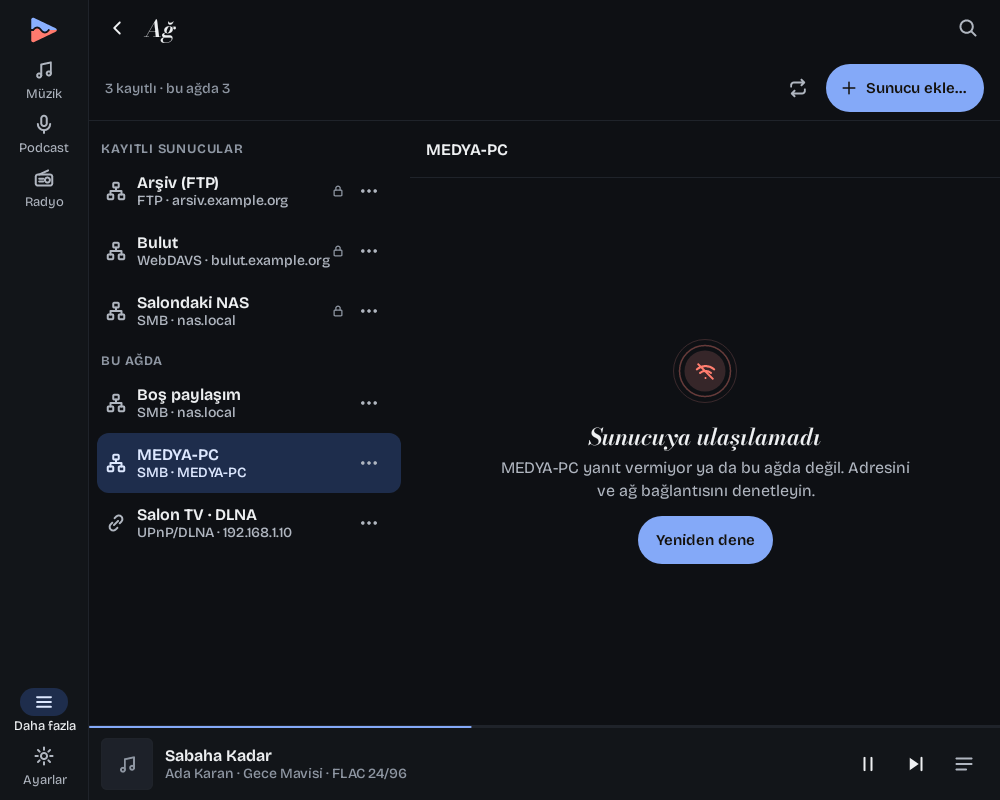 Ağ
Müzik
Podcast
Radyo
3 kayıtlı · bu ağda 3
Sunucu ekle...
KAYITLI SUNUCULAR
Arşiv (FTP)
FTP · arsiv.example.org
Bulut
WebDAVS · bulut.example.org
Salondaki NAS
SMB · nas.local
BU AĞDA
Boş paylaşım
SMB · nas.local
MEDYA-PC
SMB · MEDYA-PC
Salon TV · DLNA
UPnP/DLNA · 192.168.1.10
MEDYA-PC
Sunucuya ulaşılamadı
MEDYA-PC yanıt vermiyor ya da bu ağda değil. Adresini
ve ağ bağlantısını denetleyin.
Yeniden dene
Daha fazla
Ayarlar
Sabaha Kadar
Ada Karan · Gece Mavisi · FLAC 24/96